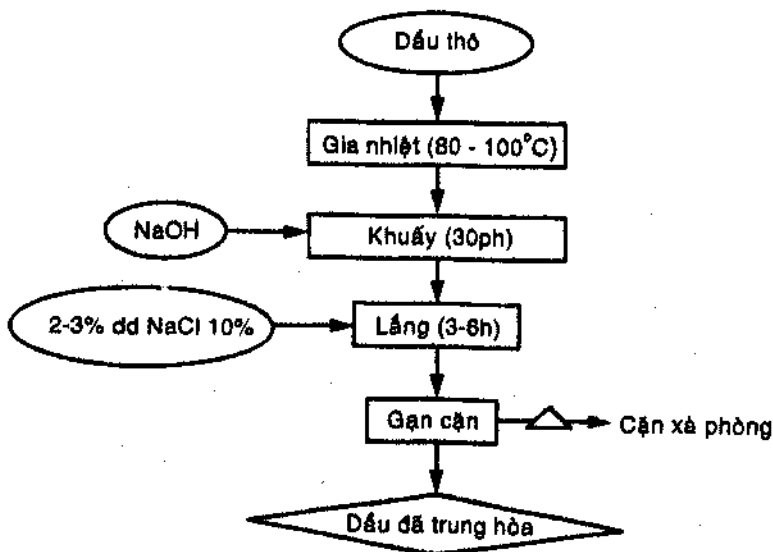 Dầu thô
Gia nhiệt (80 - 100°C)
NaOH
Khuấy (30ph)
2-3% dd NaCl 10%
Lắng (3-6h)
Gạn cặn
Cặn xà phòng
Dầu đã trung hòa